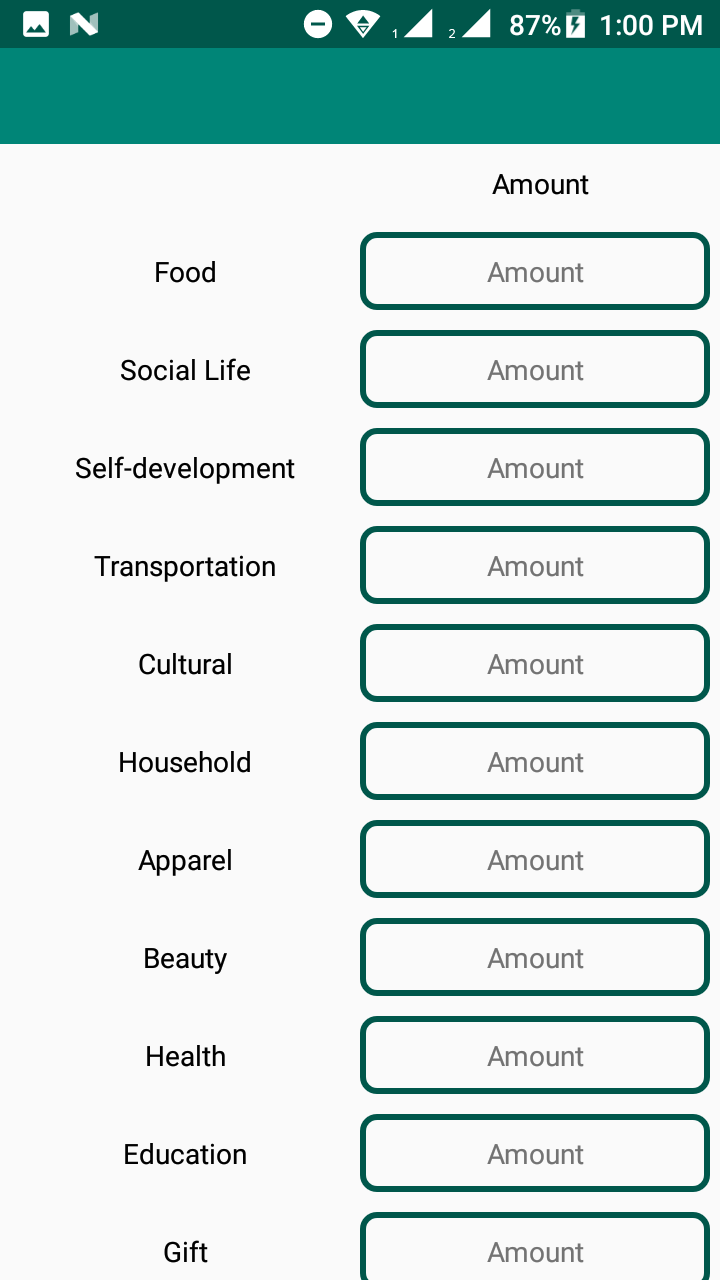 1 2 87% 1:00 PM
Amount
Food Amount
Social Life Amount
Self-development Amount
Transportation Amount
Cultural Amount
Household Amount
Apparel Amount
Beauty Amount
Health Amount
Education Amount
Gift Amount